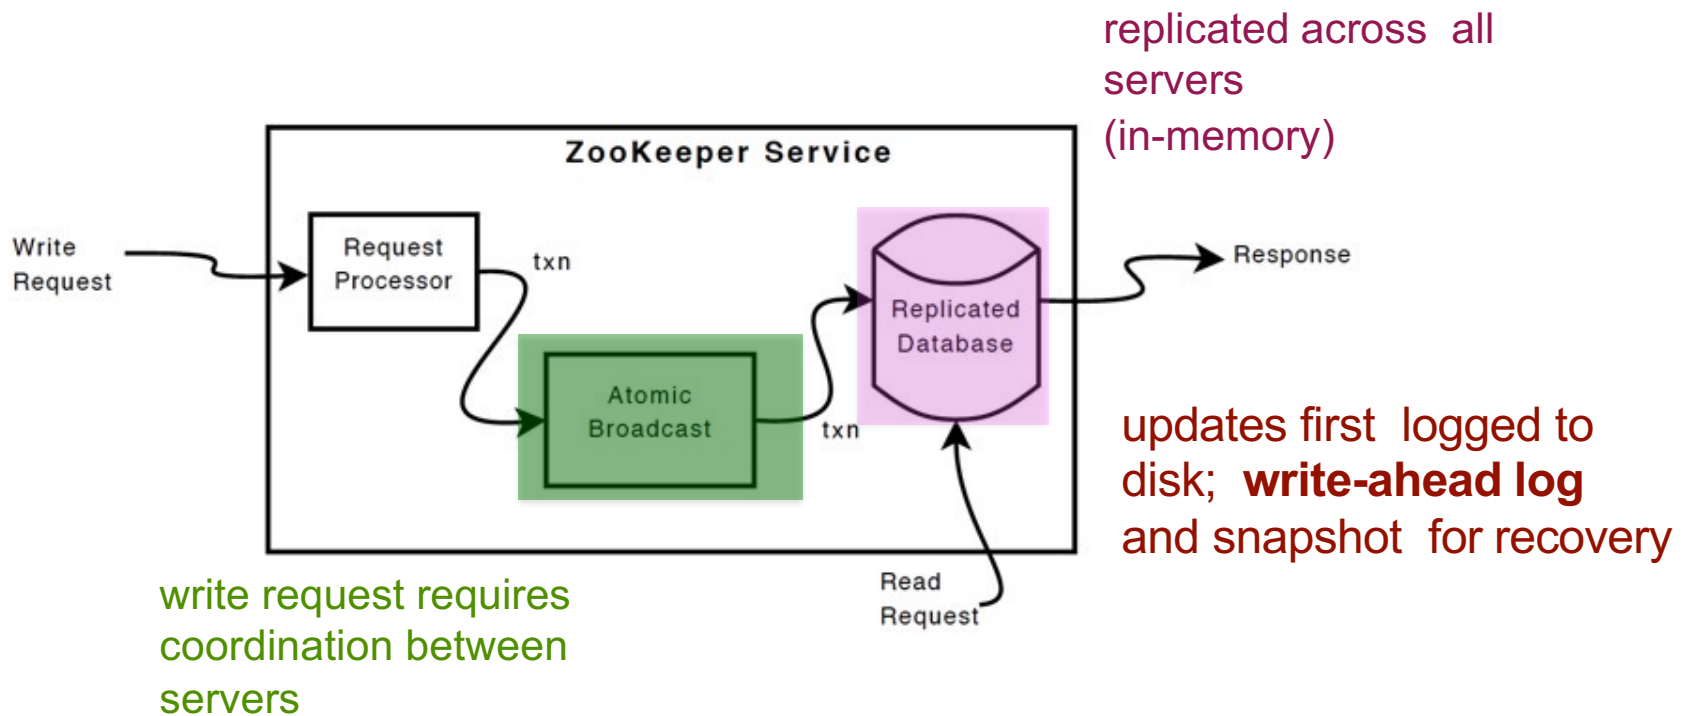 replicated across all
servers
(in-memory)
ZooKeeper Service
Write
Request
Request
Processor
txn
Atomic
Broadcast
txn
Replicated
Database
Response
updates first logged to
disk; write-ahead log
and snapshot for recovery
Read
Request
write request requires
coordination between
servers